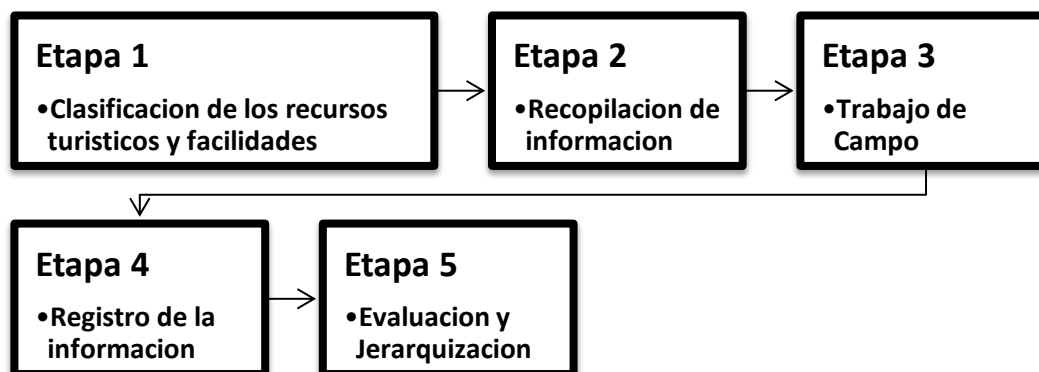 Etapa 1
•Clasificacion de los recursos
turisticos y facilidades
Etapa 2
•Recopilacion de
informacion
Etapa 3
•Trabajo de
Campo
Etapa 4
•Registro de la
informacion
Etapa 5
•Evaluacion y
Jerarquizacion